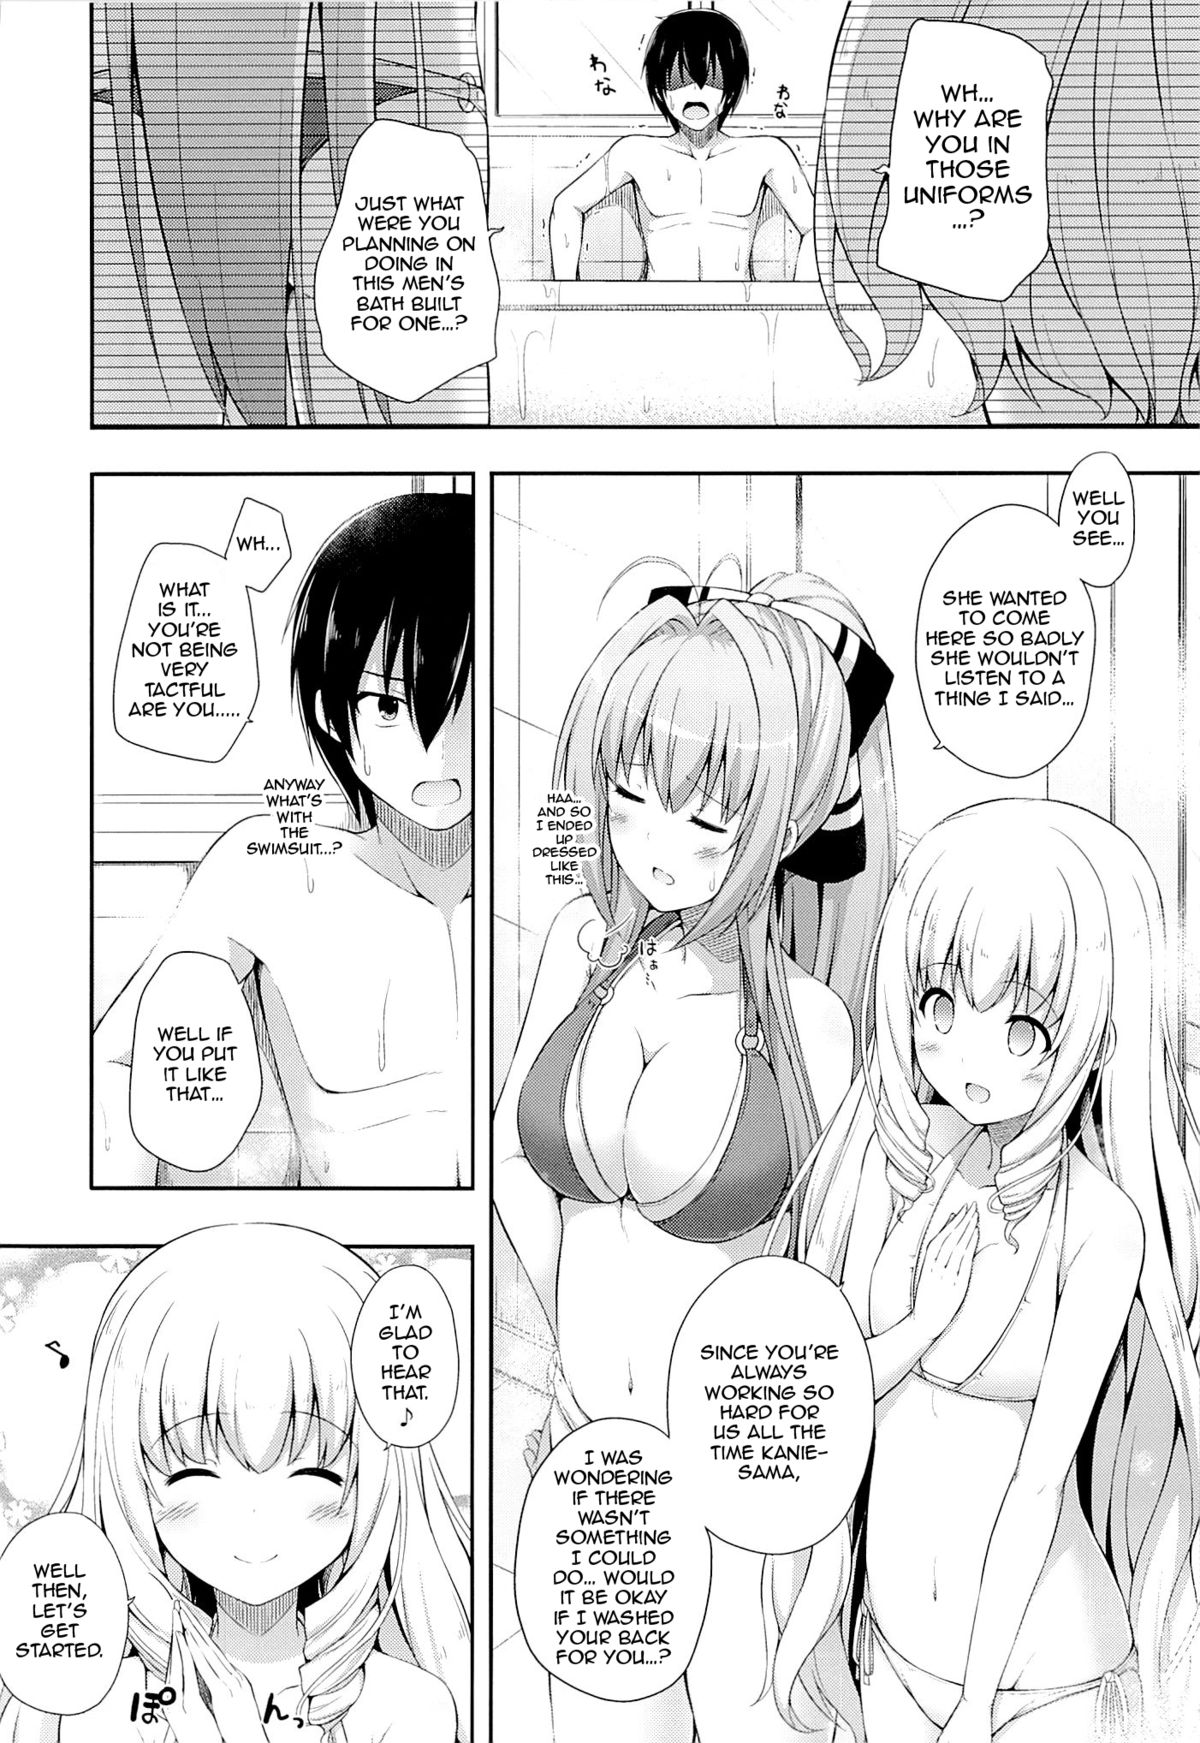 WH...
WHY ARE
YOU IN
THOSE
UNIFORMS
...?
わな
わな
JUST WHAT
WERE YOU
PLANNING ON
DOING IN
THIS MEN'S
BATH BUILT
FOR ONE...?
WELL
YOU
SEE...
SHE WANTED
TO COME
HERE SO BADLY
SHE WOULDN'T
LISTEN TO A
THING I SAID...
HAA...
AND SO
I ENDED
UP
DRESSED
LIKE
THIS...
はぁ
SINCE YOU'RE
ALWAYS
WORKING SO
HARD FOR
US ALL THE
TIME KANIE-
SAMA,
I WAS
WONDERING
IF THERE
WASN'T
SOMETHING
I COULD
DO... WOULD
IT BE OKAY
IF I WASHED
YOUR BACK
FOR YOU...?
WH...
WHAT
IS IT...
YOU'RE
NOT BEING
VERY
TACTFUL
ARE YOU.....
ANYWAY
WHAT'S
WITH
THE
SWIMSUIT...?
WELL IF
YOU PUT
IT LIKE
THAT...
I'M
GLAD
TO
HEAR
THAT.
♪
WELL
THEN,
LET'S
GET
STARTED.
ぽんっ